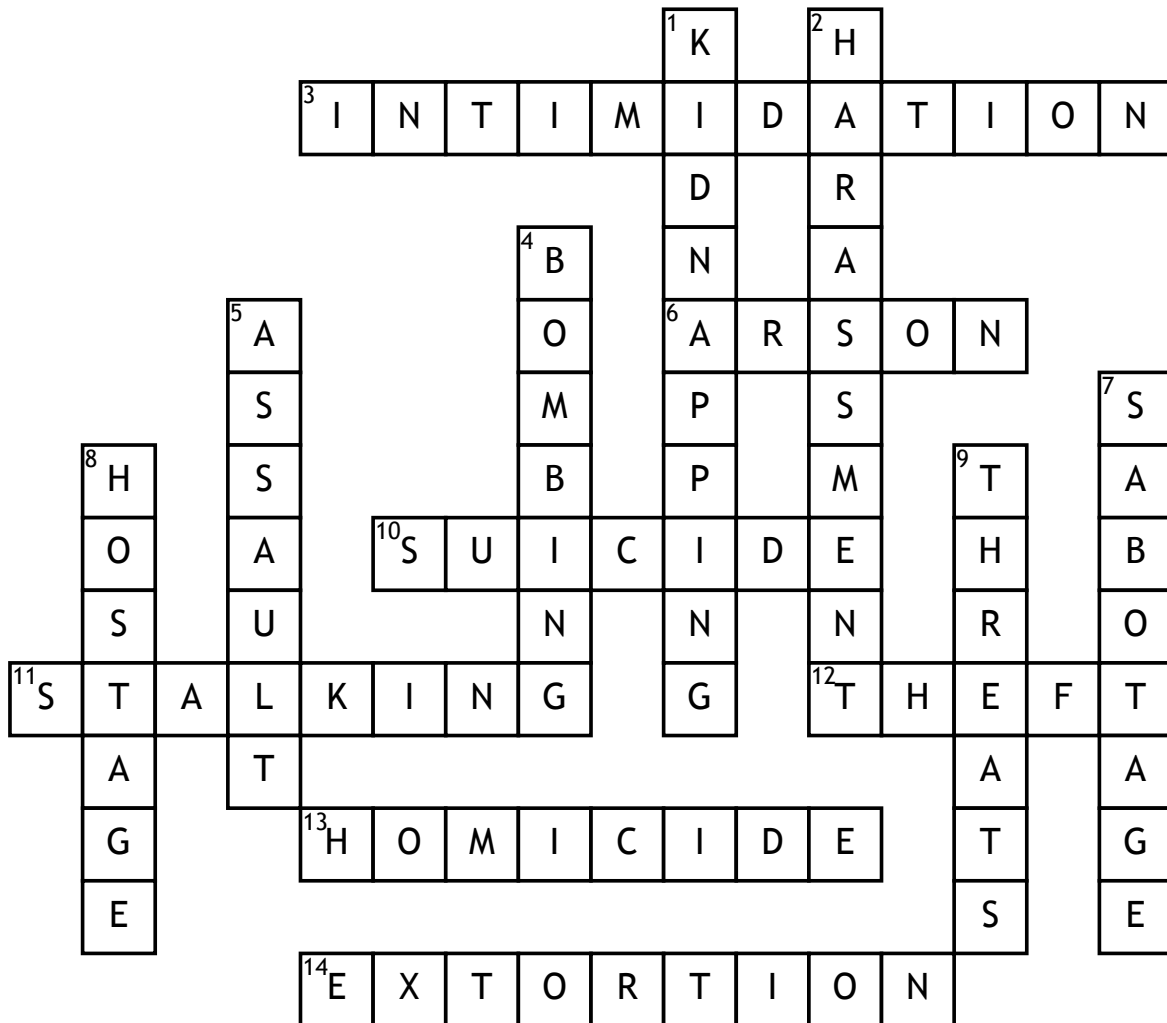 1 K 2 H
3 I N T I M I D A T I O N
D R
4 B N A
5 A O 6 A R S O N
S M P S 7 S
8 H S B P M 9 T A
O A 10 S U I C I D E H B
S U N N N R O
11 S T A L K I N G G 12 T H E F T
A T A A
G 13 H O M I C I D E T G
E S E
14 E X T O R T I O N